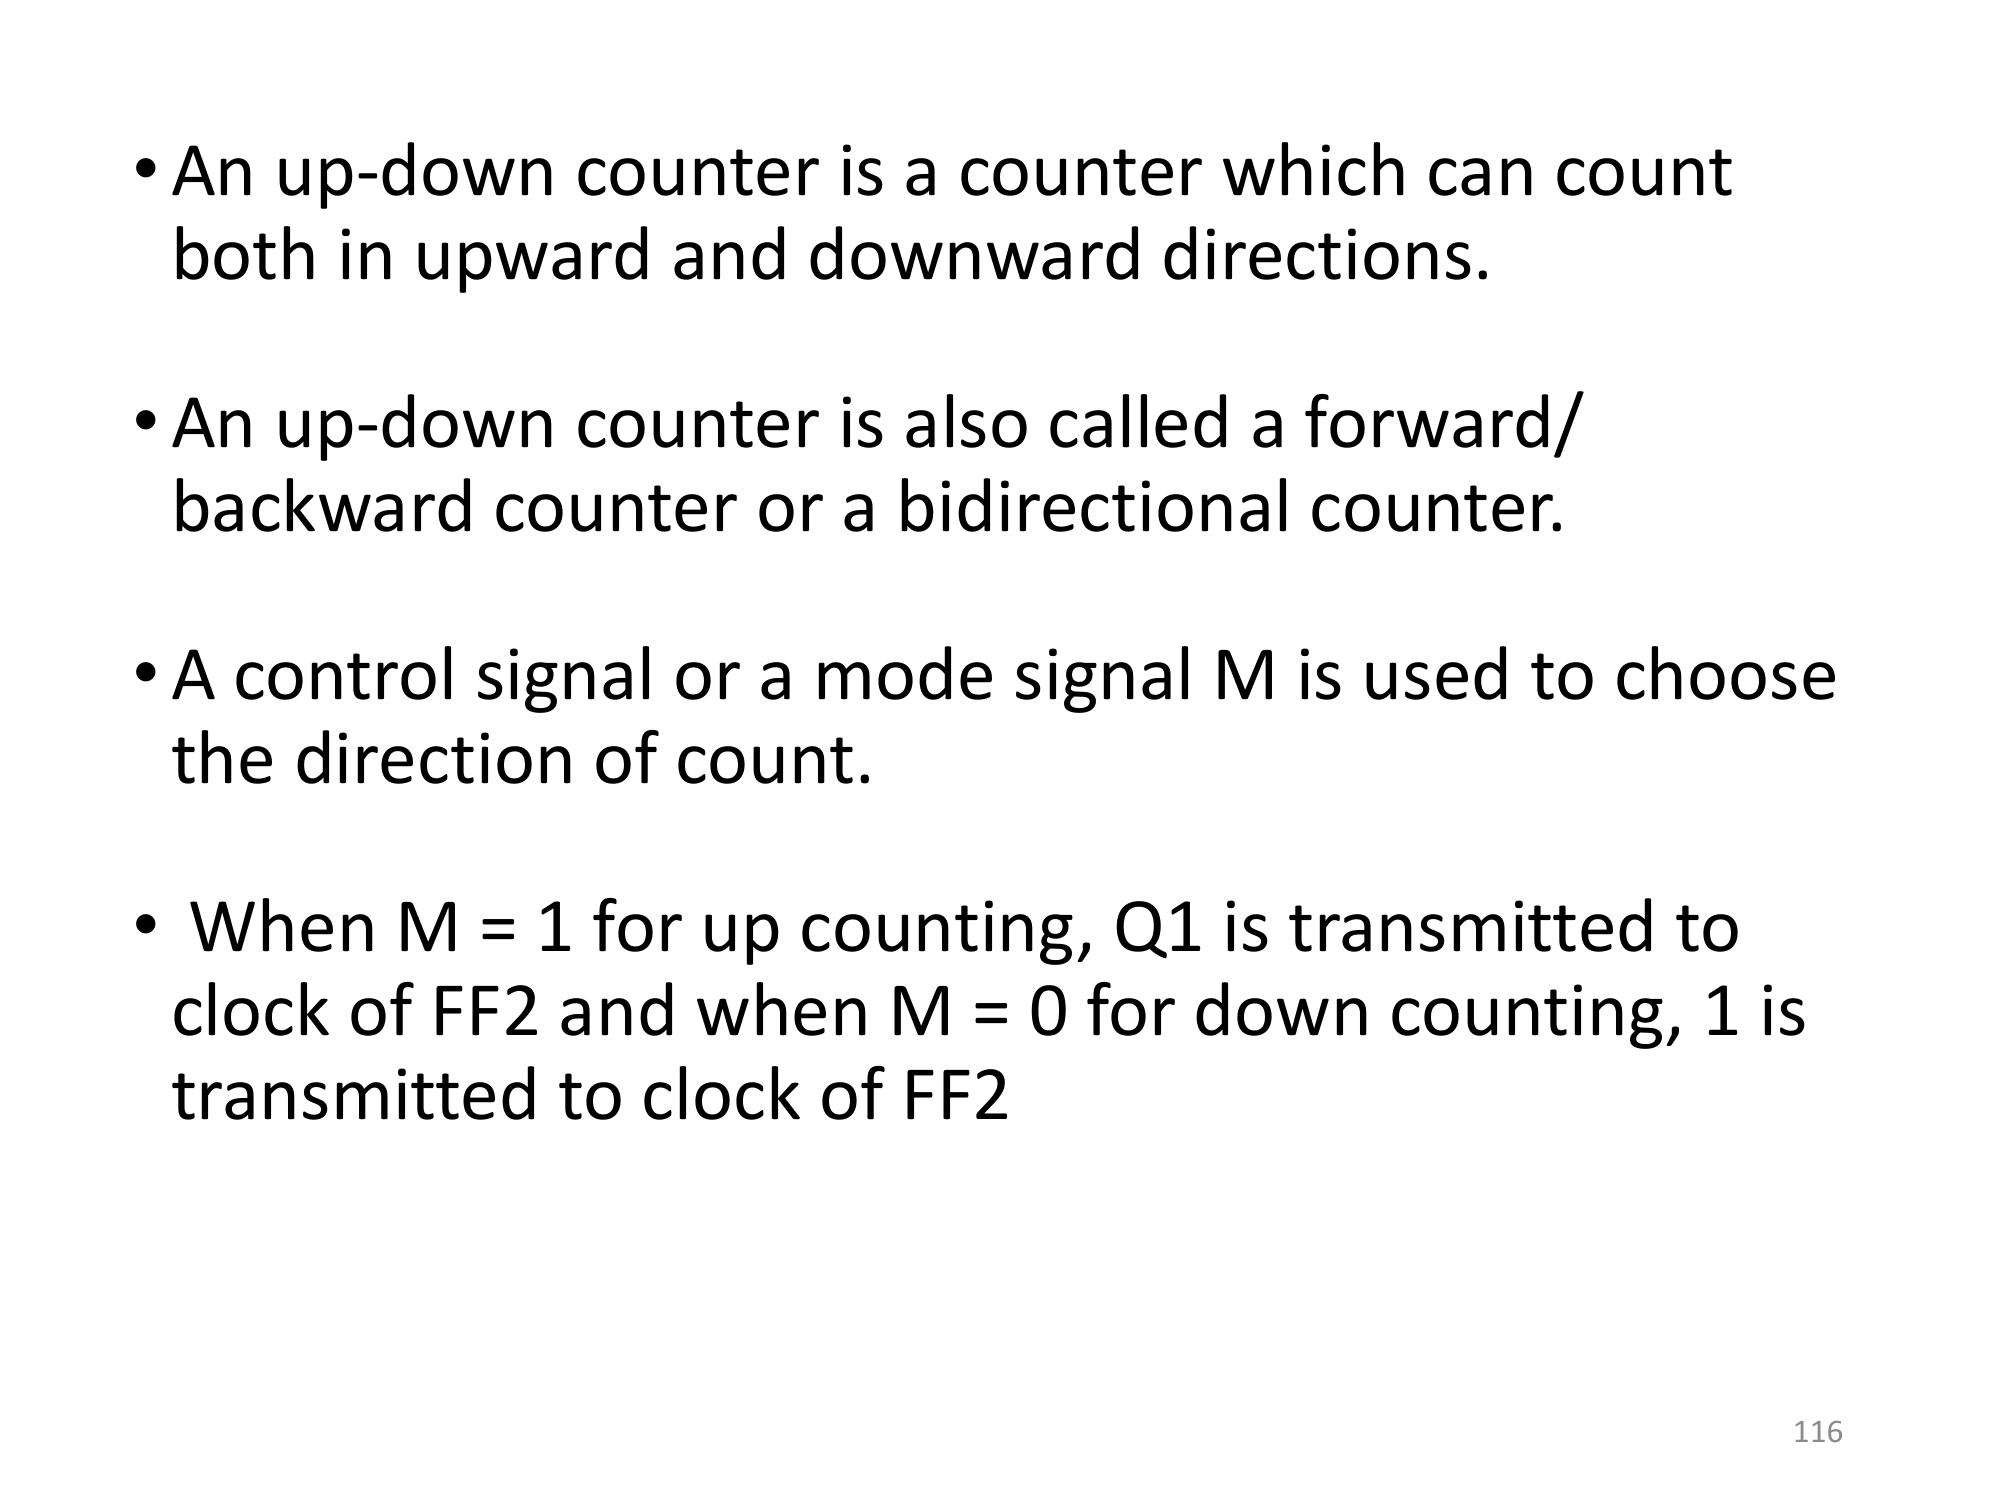 • An up-down counter is a counter which can count
both in upward and downward directions.
• An up-down counter is also called a forward/
backward counter or a bidirectional counter.
• A control signal or a mode signal M is used to choose
the direction of count.
• When M = 1 for up counting, Q1 is transmitted to
clock of FF2 and when M = 0 for down counting, 1 is
transmitted to clock of FF2
116